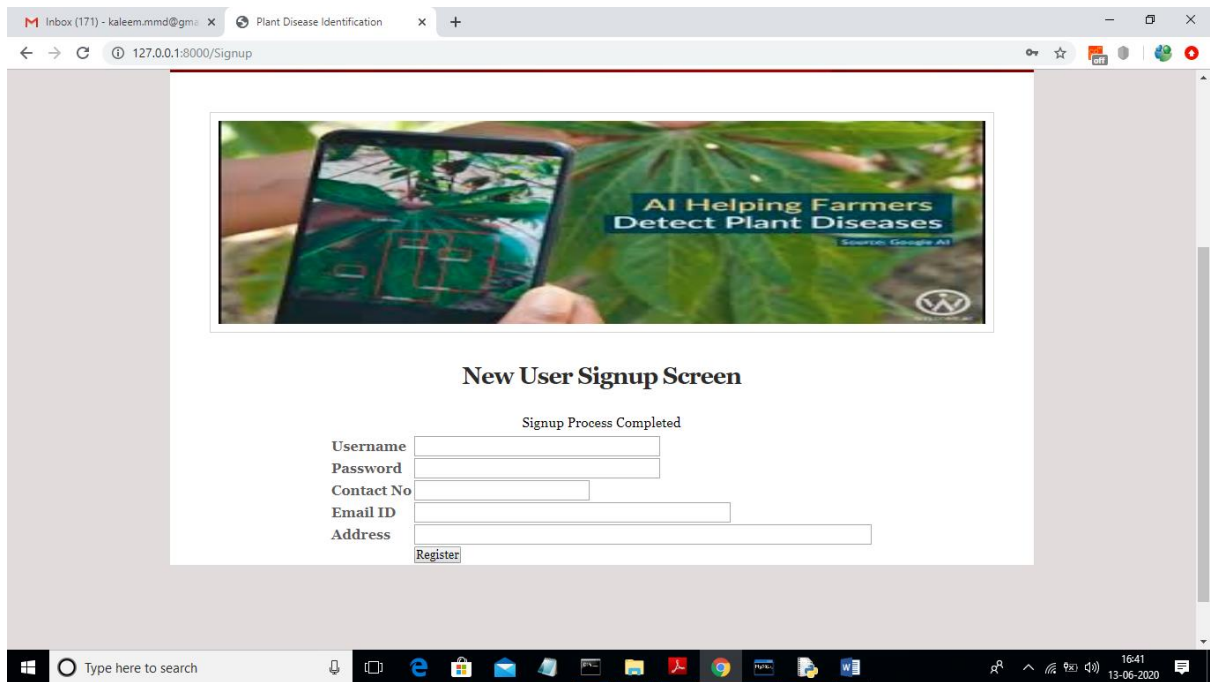 Inbox (171) - kaleem.mmd@gma
Plant Disease Identification
127.0.0.1:8000/Signup
off
AI Helping Farmers
Detect Plant Diseases
Source: Google AI
New User Signup Screen
Signup Process Completed
Username
Password
Contact No
Email ID
Address
Register
Type here to search
16:41
13-06-2020